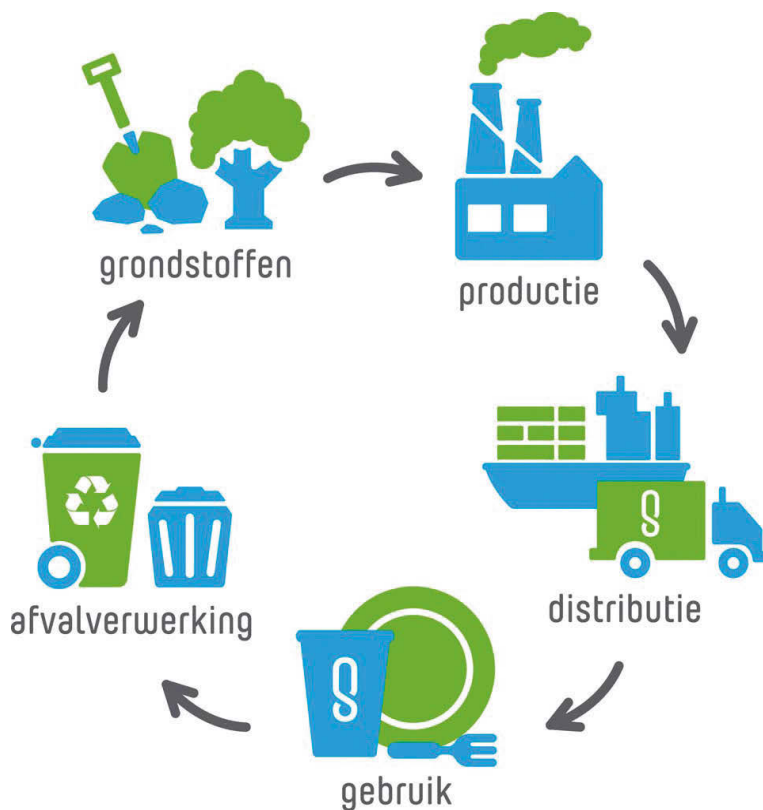 grondstoffen
productie
distributie
gebruik
afvalverwerking